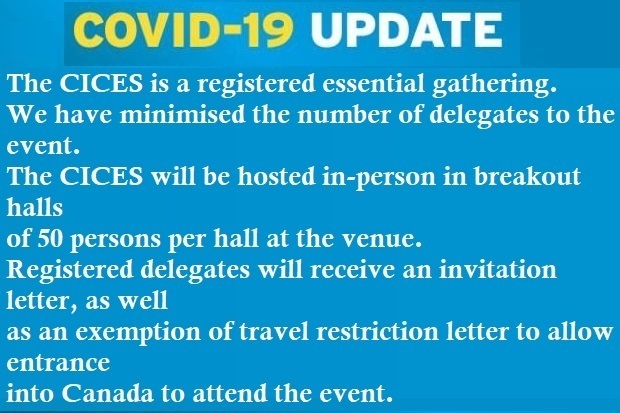 COVID-19 UPDATE
The CICES is a registered essential gathering.
We have minimised the number of delegates to the
event.
The CICES will be hosted in-person in breakout
halls
of 50 persons per hall at the venue.
Registered delegates will receive an invitation
letter, as well
as an exemption of travel restriction letter to allow
entrance
into Canada to attend the event.